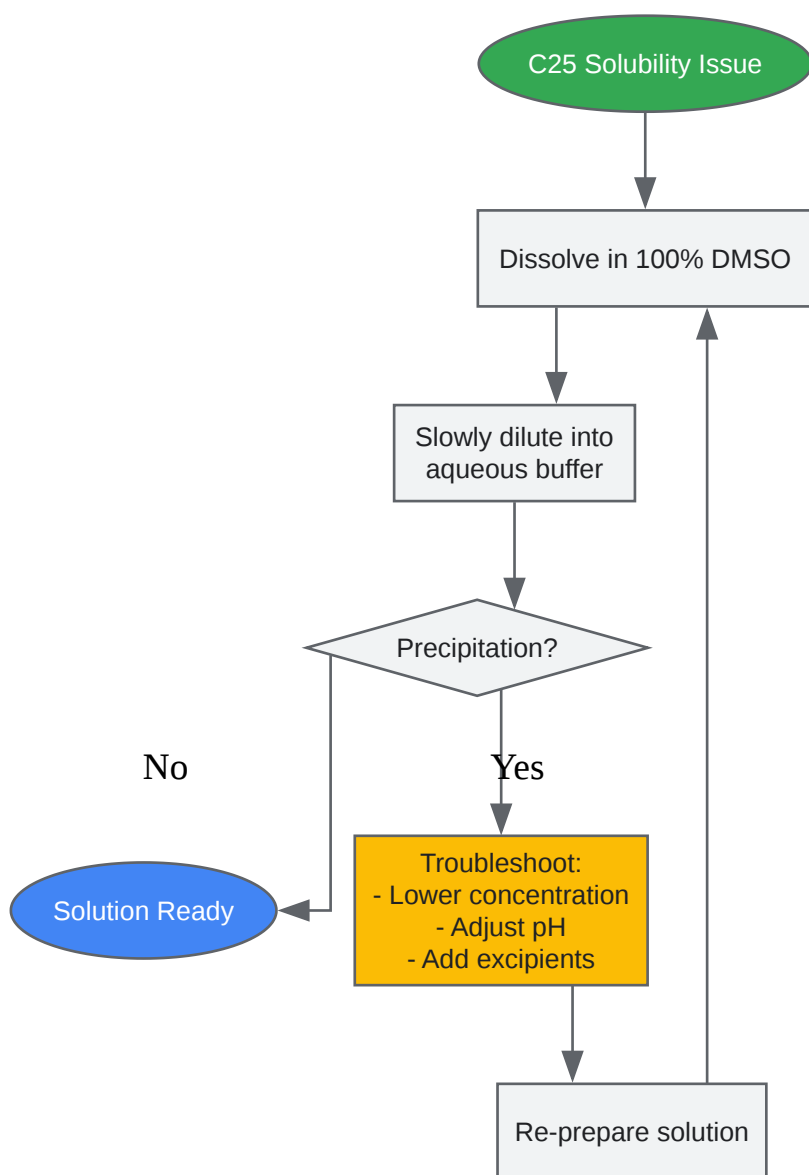 C25 Solubility Issue
Dissolve in 100% DMSO
Slowly dilute into
aqueous buffer
Precipitation?
No
Yes
Troubleshoot:
- Lower concentration
- Adjust pH
- Add excipients
Solution Ready
Re-prepare solution